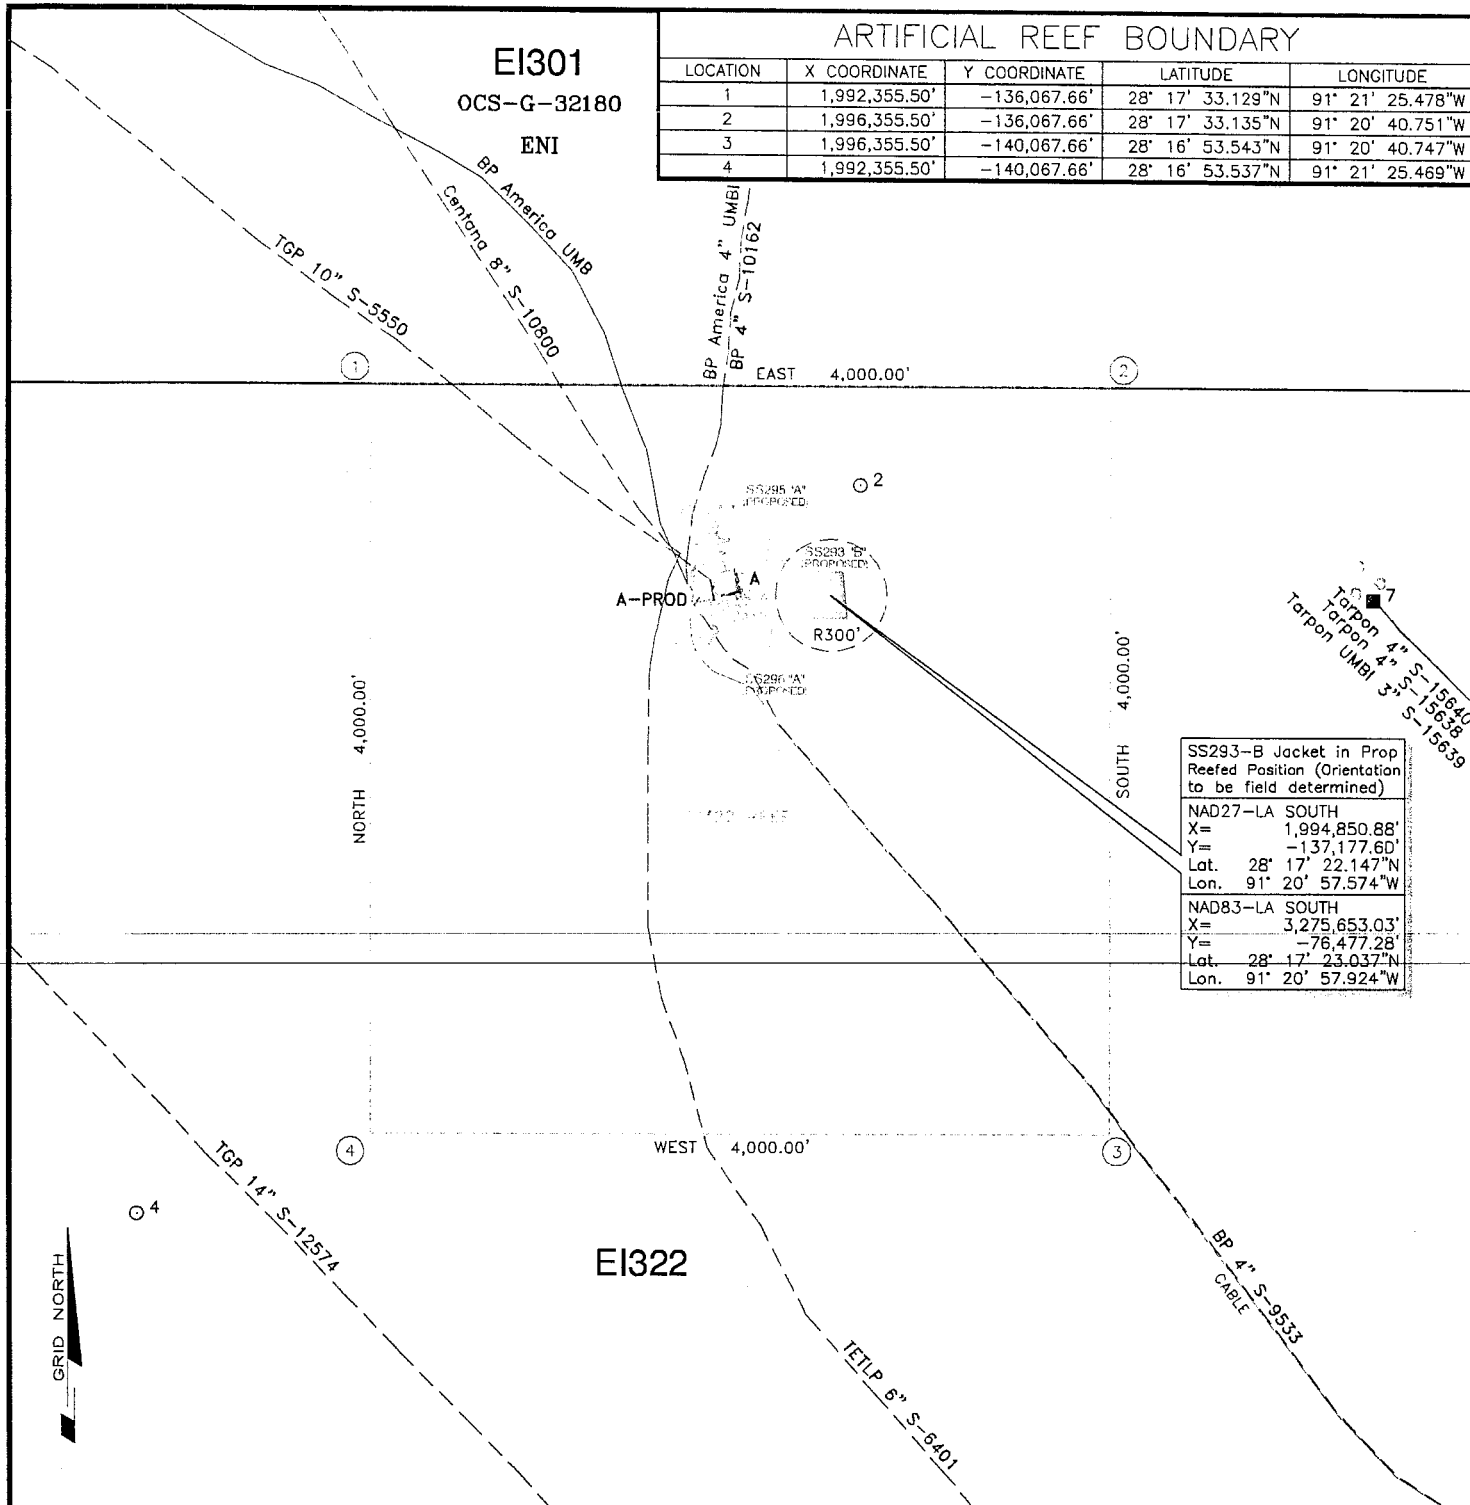 EI301
OCS-G-32180
ENI
ARTIFICIAL REEF BOUNDARY
LOCATION X COORDINATE Y COORDINATE LATITUDE LONGITUDE
1 1,992,355.50' -136,067.66' 28° 17' 33.129"N 91° 21' 25.478"W
2 1,996,355.50' -136,067.66' 28° 17' 33.135"N 91° 20' 40.751"W
3 1,996,355.50' -140,067.66' 28° 16' 53.543"N 91° 20' 40.747"W
4 1,992,355.50' -140,067.66' 28° 16' 53.537"N 91° 21' 25.469"W
BP America UMB
Centana 8" S-10800
TGP 10" S-5550
BP America 4" UMBI
BP 4" S-10162
1
EAST 4,000.00'
2
2
SS295 "A"
(PROPOSED)
SS293 "B"
(PROPOSED)
A
A-PROD
R300'
SS296 "A"
(PROPOSED)
7
Tarpon 4" S-15640
Tarpon 4" S-15638
Tarpon UMBI 3" S-15639
NORTH 4,000.00'
SOUTH 4,000.00'
SS293-B Jacket in Prop
Reefed Position (Orientation
to be field determined)
NAD27-LA SOUTH
X= 1,994,850.88'
Y= -137,177.60'
Lat. 28° 17' 22.147"N
Lon. 91° 20' 57.574"W
NAD83-LA SOUTH
X= 3,275,653.03'
Y= -76,477.28'
Lat. 28° 17' 23.037"N
Lon. 91° 20' 57.924"W
4
WEST 4,000.00'
3
4
TGP 14" S-12574
EI322
GRID NORTH
BP 4" S-9533
CABLE
TETLP 6" S-6401